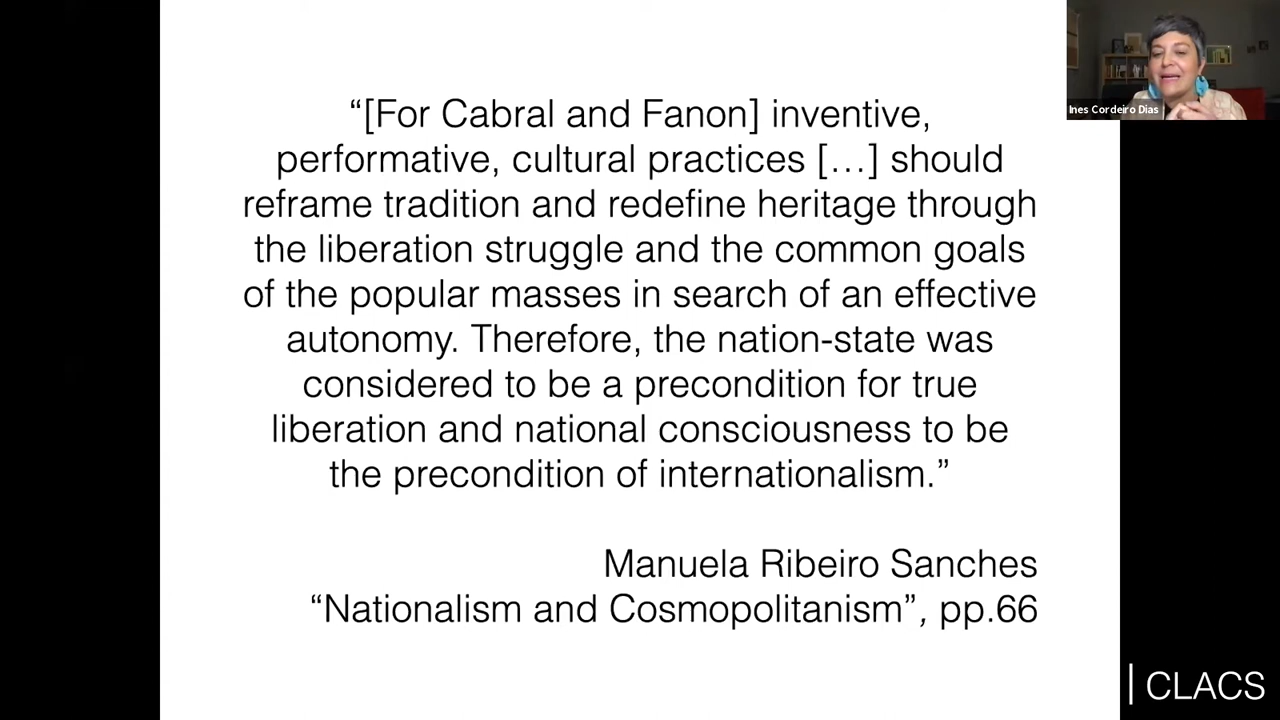 “[For Cabral and Fanon] inventive,
performative, cultural practices […] should
reframe tradition and redefine heritage through
the liberation struggle and the common goals
of the popular masses in search of an effective
autonomy. Therefore, the nation-state was
considered to be a precondition for true
liberation and national consciousness to be
the precondition of internationalism.”
Manuela Ribeiro Sanches
“Nationalism and Cosmopolitanism”, pp.66
Ines Cordeiro Dias
| CLACS